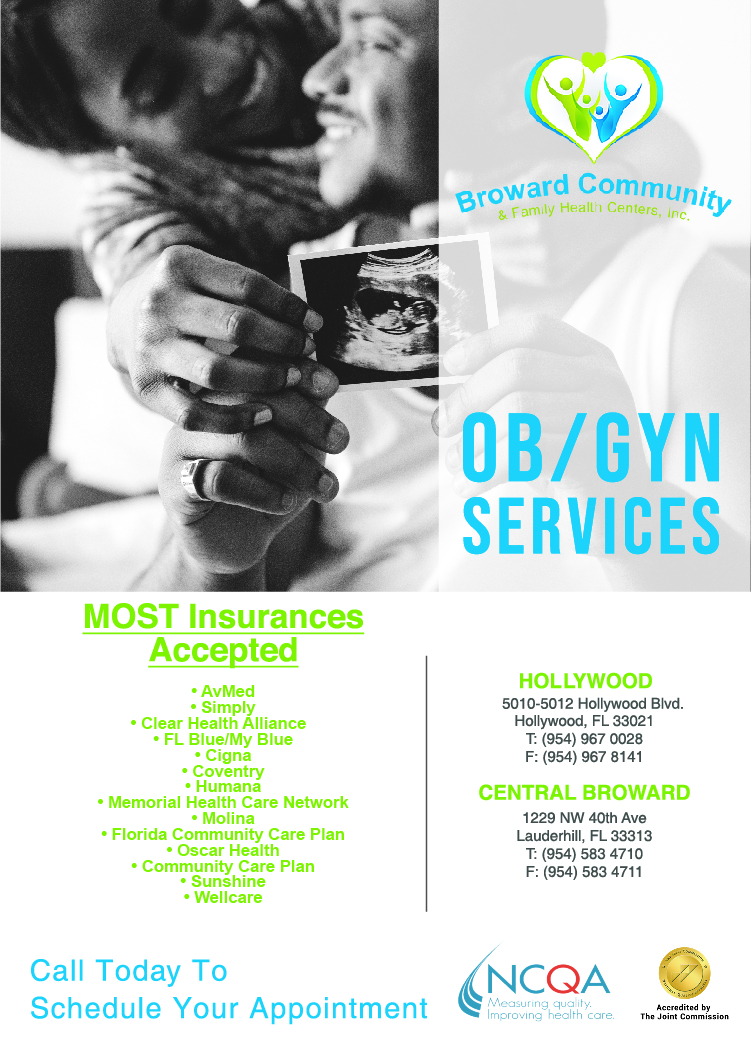 Broward Community
& Family Health Centers, Inc.
OB/GYN
SERVICES
MOST Insurances
Accepted
• AvMed
• Simply
• Clear Health Alliance
• FL Blue/My Blue
• Cigna
• Coventry
• Humana
• Memorial Health Care Network
• Molina
• Florida Community Care Plan
• Oscar Health
• Community Care Plan
• Sunshine
• Wellcare
HOLLYWOOD
5010-5012 Hollywood Blvd.
Hollywood, FL 33021
T: (954) 967 0028
F: (954) 967 8141
CENTRAL BROWARD
1229 NW 40th Ave
Lauderhill, FL 33313
T: (954) 583 4710
F: (954) 583 4711
Call Today To
Schedule Your Appointment
NCQA
Measuring quality.
Improving health care.
Accredited by
The Joint Commission